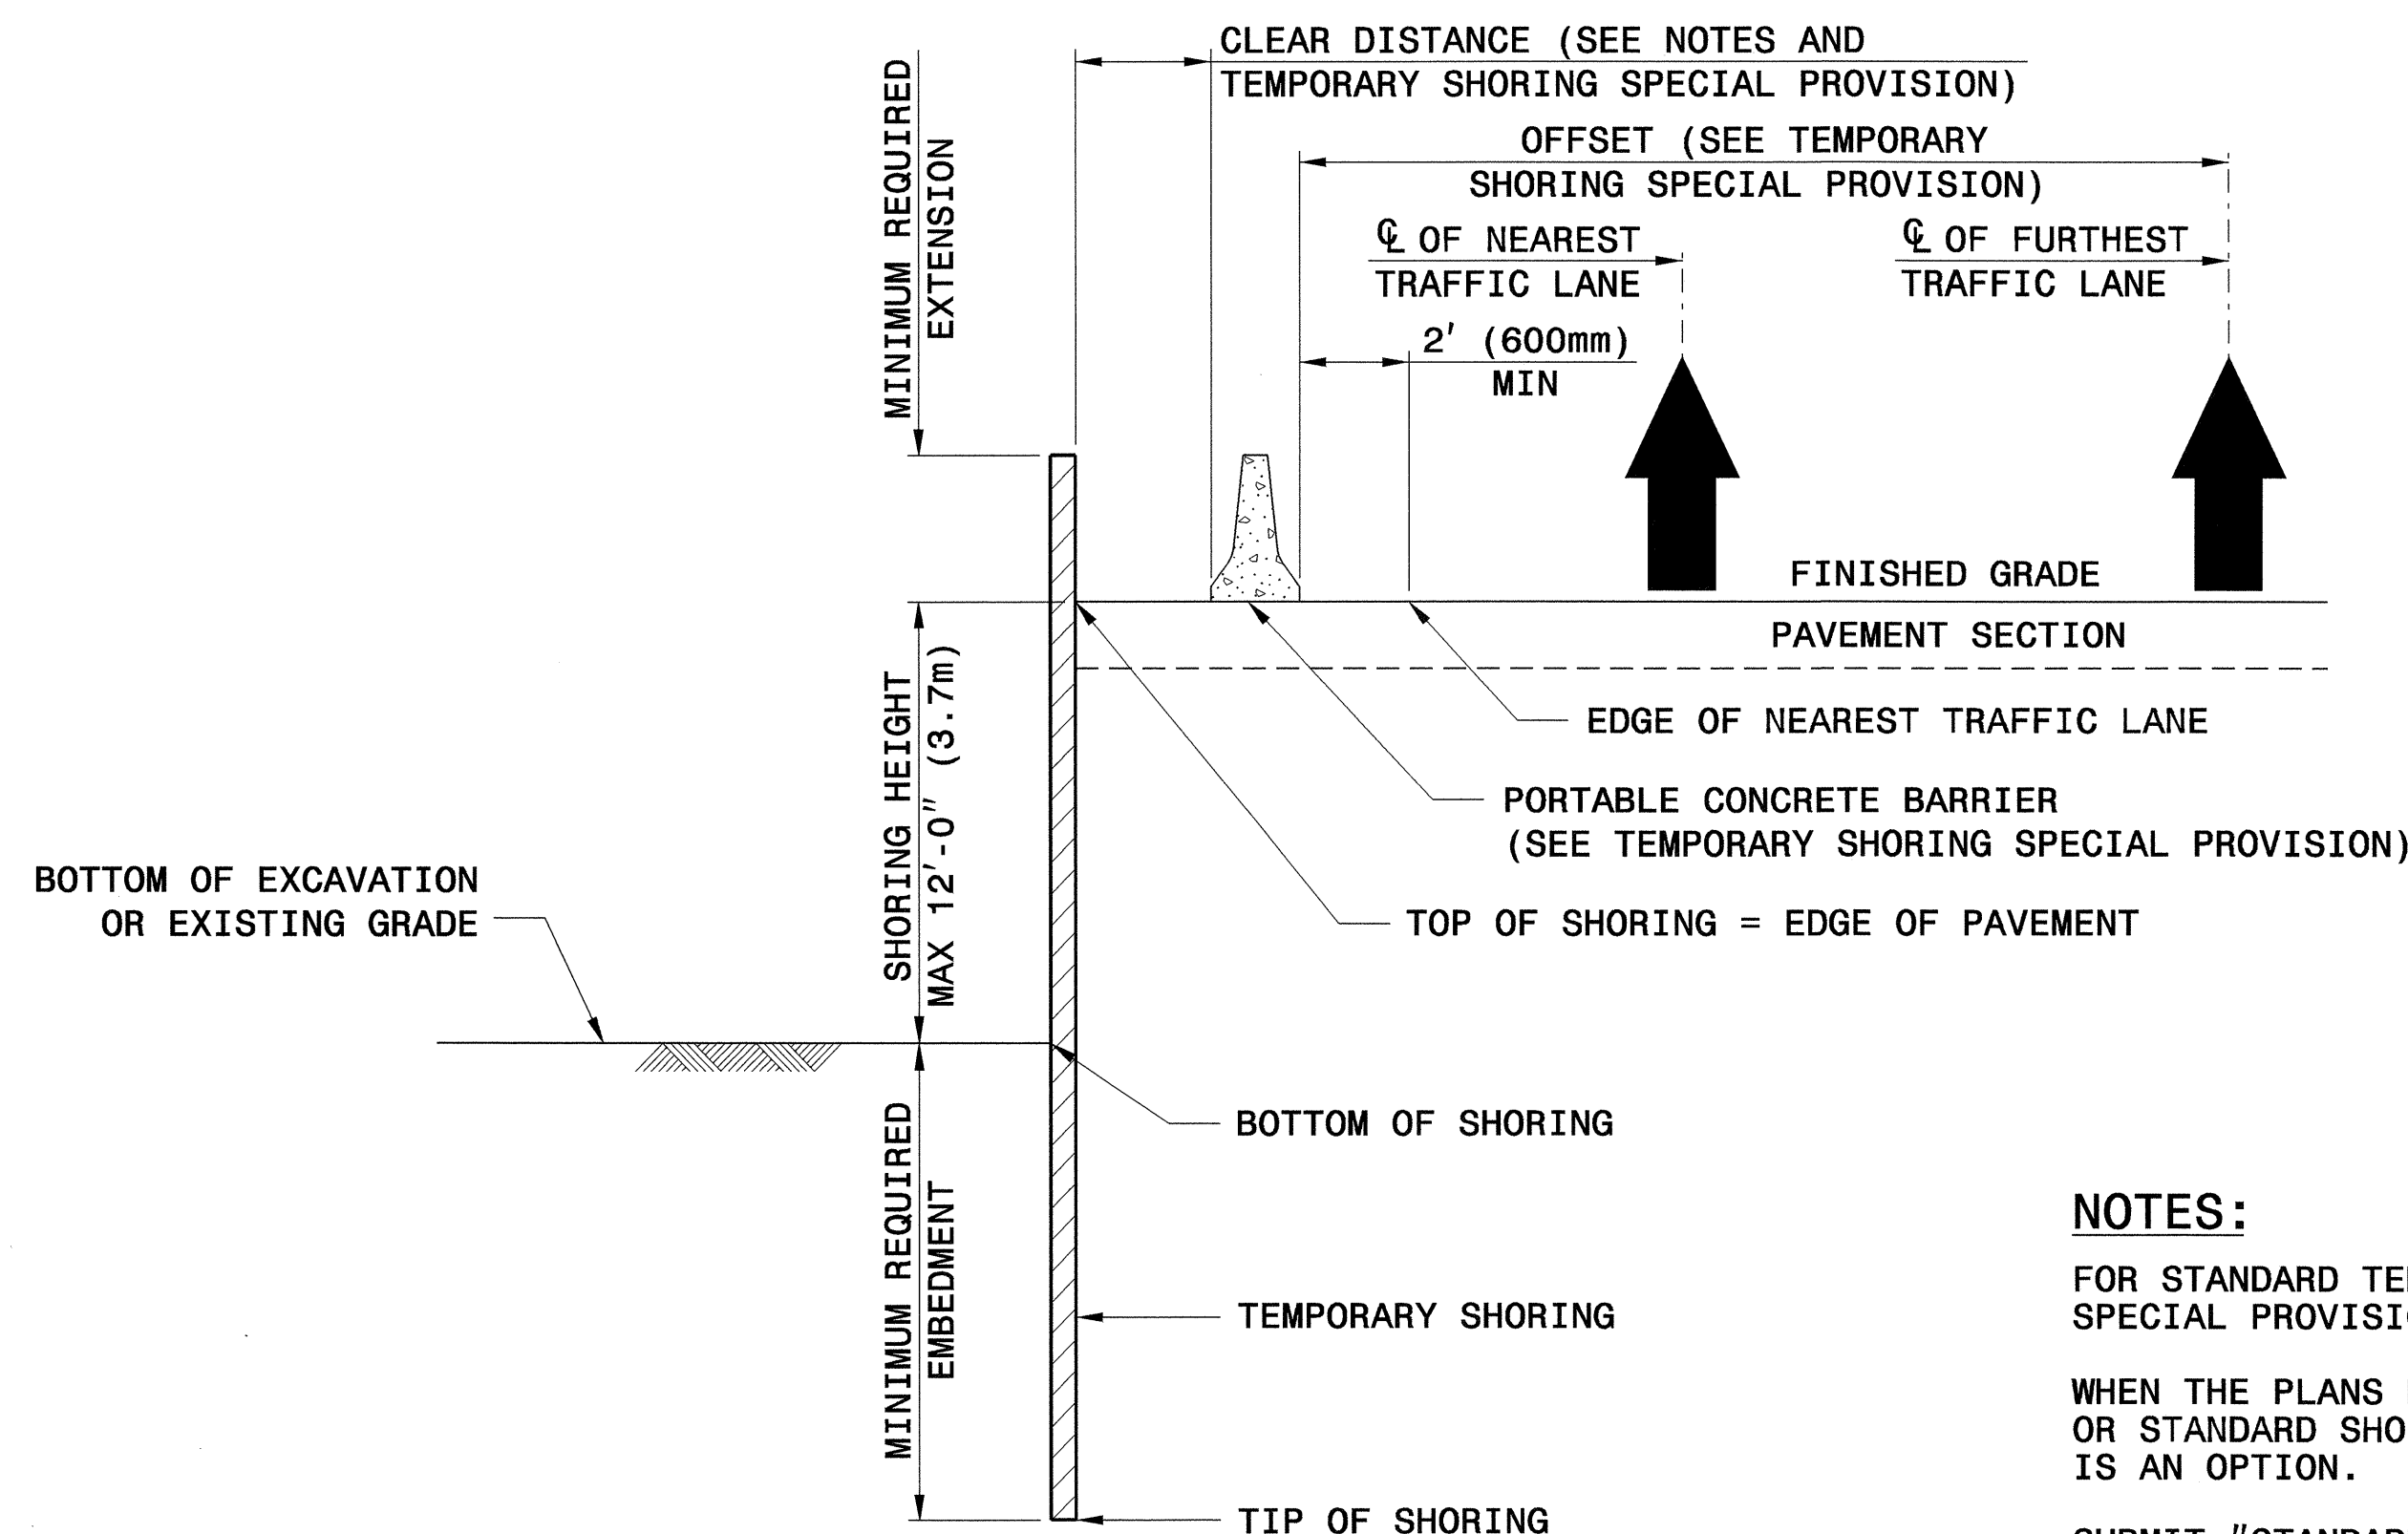 CLEAR DISTANCE (SEE NOTES AND
TEMPORARY SHORING SPECIAL PROVISION)
OFFSET (SEE TEMPORARY
SHORING SPECIAL PROVISION)
℄ OF NEAREST
TRAFFIC LANE
℄ OF FURTHEST
TRAFFIC LANE
2' (600mm)
MIN
MINIMUM REQUIRED
EXTENSION
FINISHED GRADE
PAVEMENT SECTION
SHORING HEIGHT
MAX 12'-0" (3.7m)
EDGE OF NEAREST TRAFFIC LANE
PORTABLE CONCRETE BARRIER
(SEE TEMPORARY SHORING SPECIAL PROVISION)
TOP OF SHORING = EDGE OF PAVEMENT
BOTTOM OF EXCAVATION
OR EXISTING GRADE
BOTTOM OF SHORING
MINIMUM REQUIRED
EMBEDMENT
TEMPORARY SHORING
TIP OF SHORING
NOTES:
FOR STANDARD
SPECIAL
WHEN THE PLANS
OR STANDARD
IS AN OPTION.